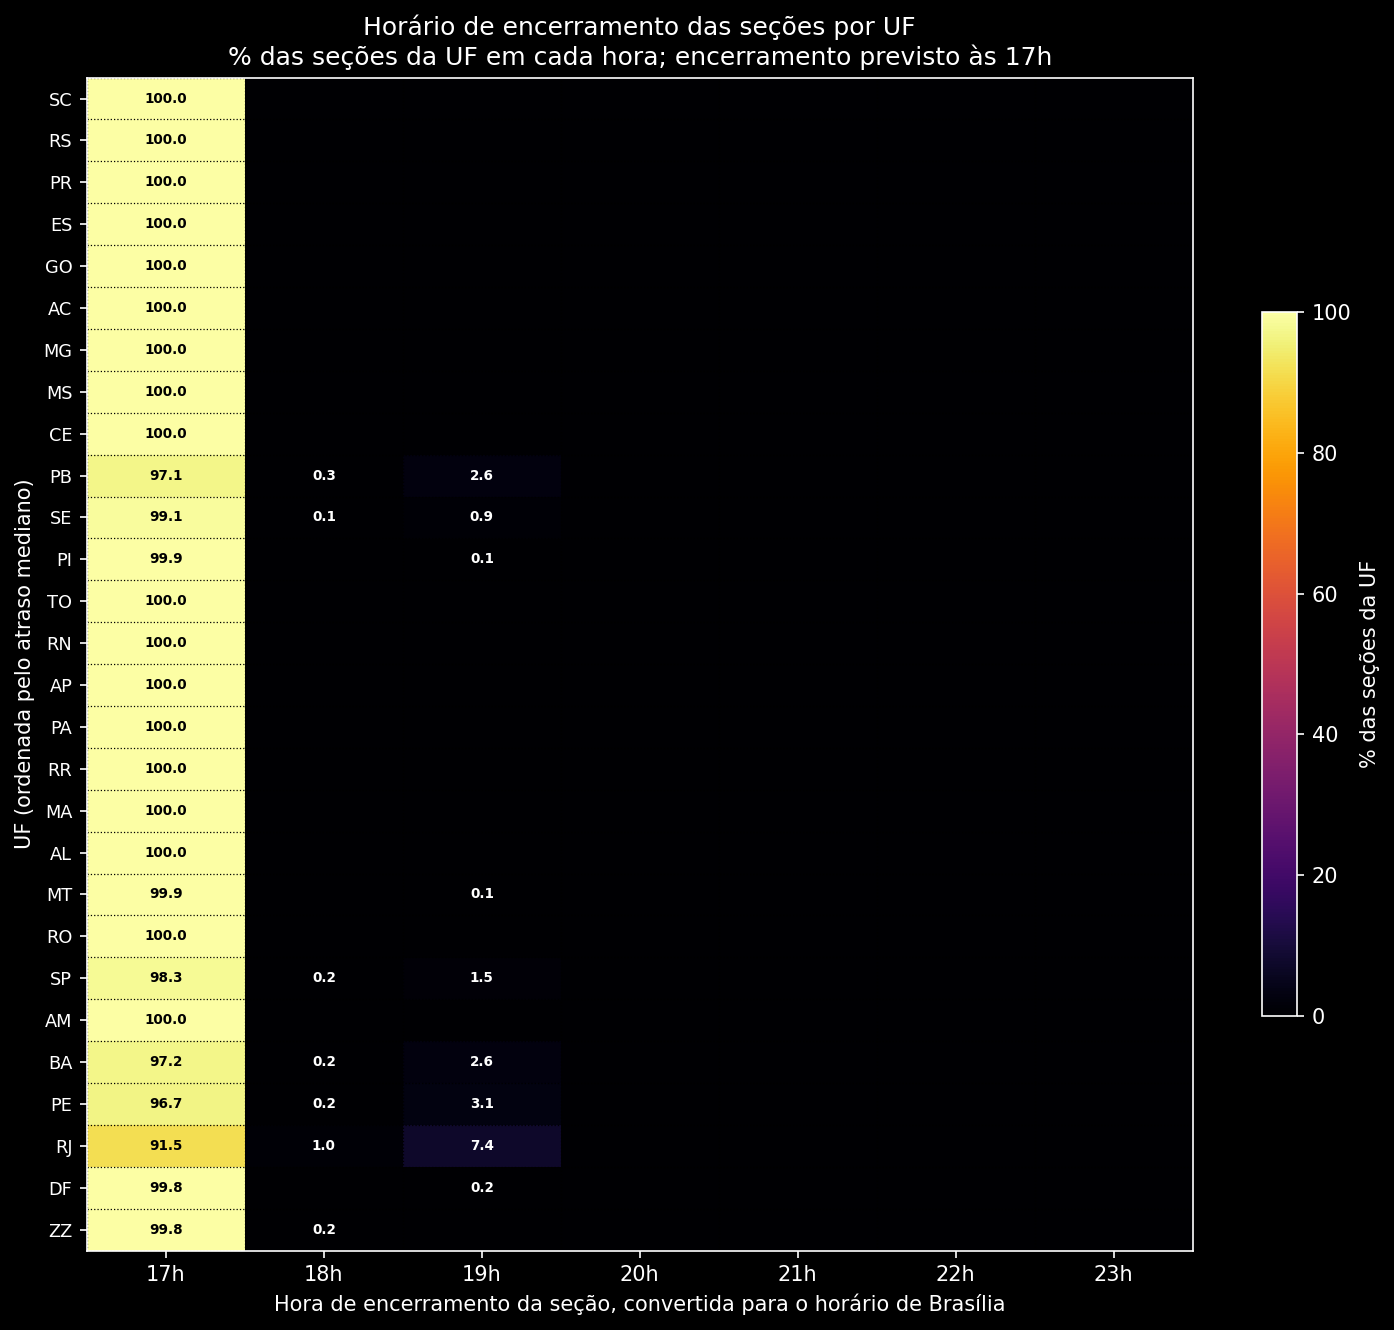 Horário de encerramento das seções por UF
% das seções da UF em cada hora; encerramento previsto às 17h
UF (ordenada pelo atraso mediano)
SC 100.0
RS 100.0
PR 100.0
ES 100.0
GO 100.0
AC 100.0
MG 100.0
MS 100.0
CE 100.0
PB 97.1 0.3 2.6
SE 99.1 0.1 0.9
PI 99.9 0.1
TO 100.0
RN 100.0
AP 100.0
PA 100.0
RR 100.0
MA 100.0
AL 100.0
MT 99.9 0.1
RO 100.0
SP 98.3 0.2 1.5
AM 100.0
BA 97.2 0.2 2.6
PE 96.7 0.2 3.1
RJ 91.5 1.0 7.4
DF 99.8 0.2
ZZ 99.8 0.2
17h 18h 19h 20h 21h 22h 23h
Hora de encerramento da seção, convertida para o horário de Brasília
100
80
60
40
20
0
% das seções da UF